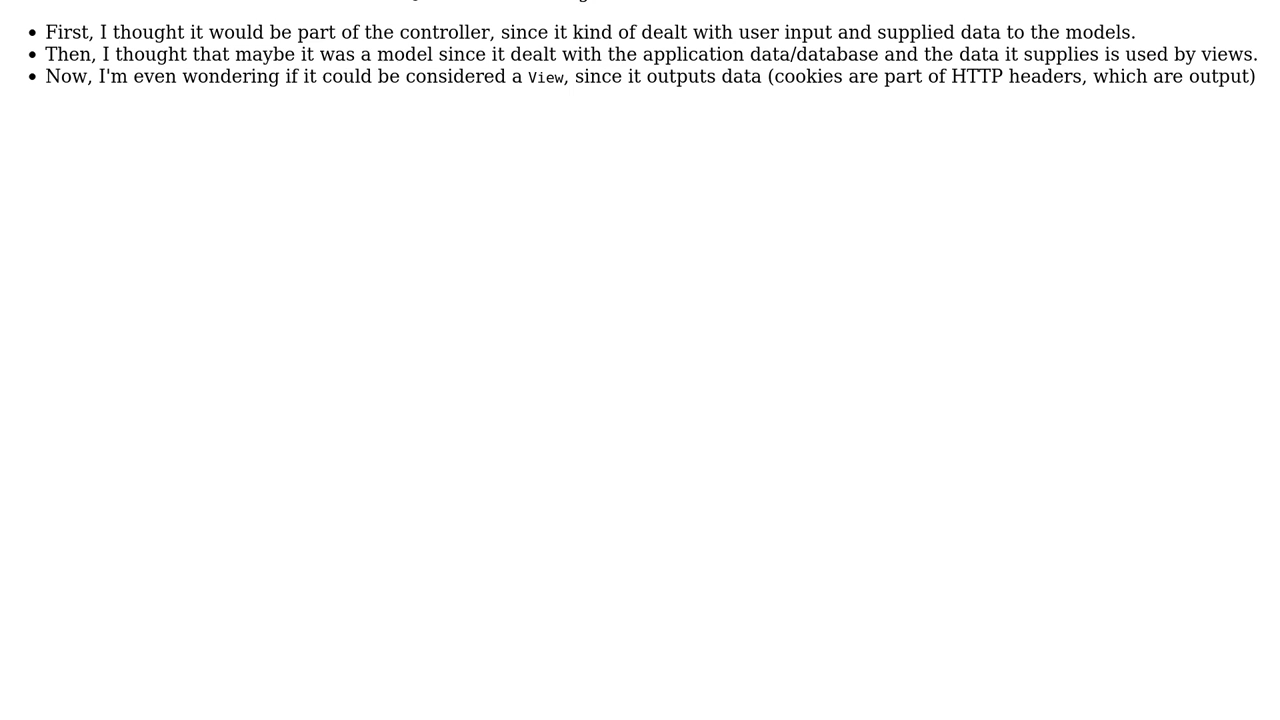 • First, I thought it would be part of the controller, since it kind of dealt with user input and supplied data to the models.
• Then, I thought that maybe it was a model since it dealt with the application data/database and the data it supplies is used by views.
• Now, I'm even wondering if it could be considered a View, since it outputs data (cookies are part of HTTP headers, which are output)